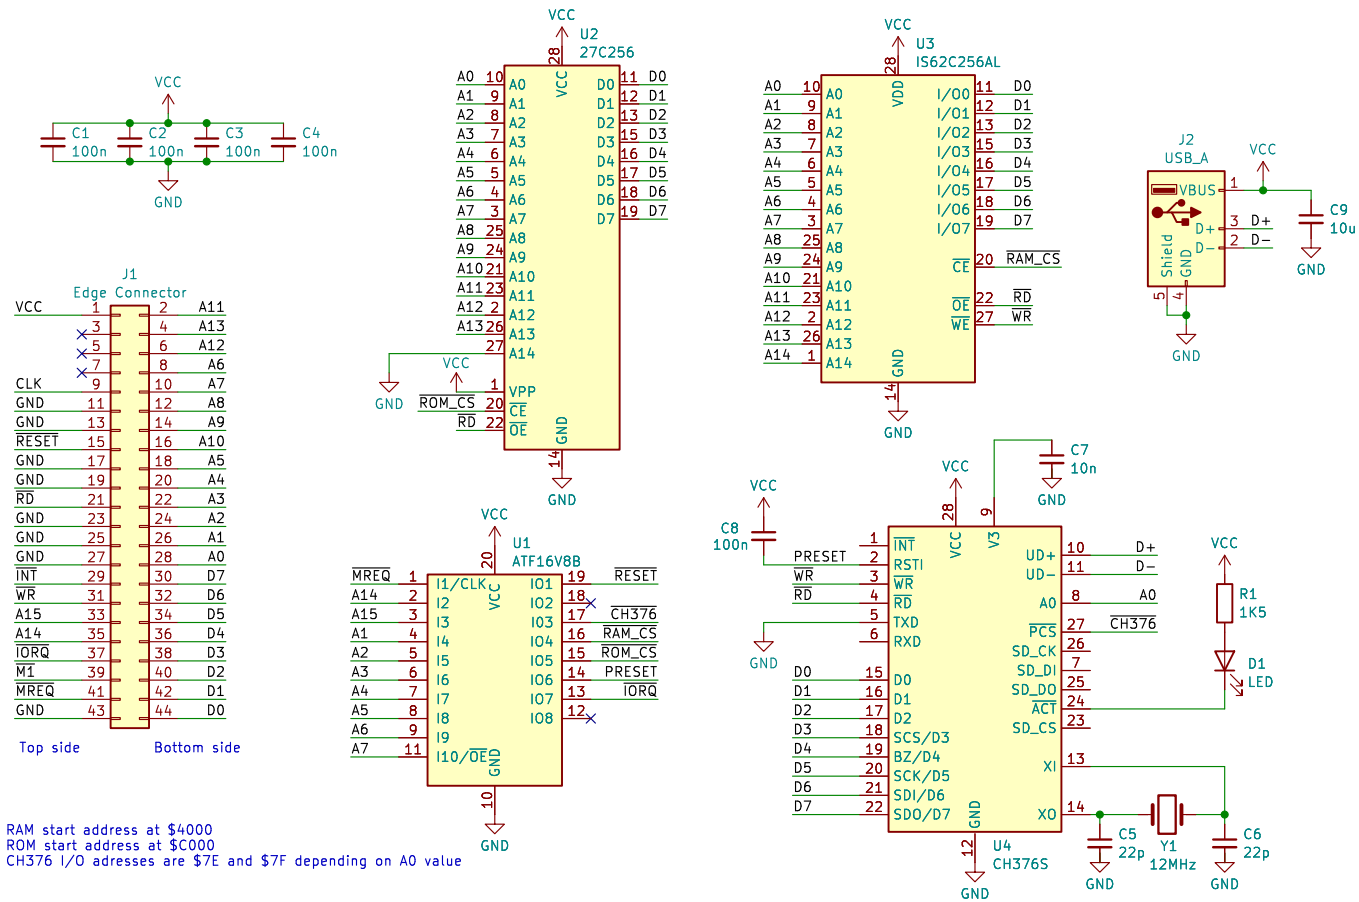 VCC
C1
100n
C2
100n
C3
100n
C4
100n
GND
J1
Edge Connector
VCC 1 2 A11
3 4 A13
5 6 A12
7 8 A6
CLK 9 10 A7
GND 11 12 A8
GND 13 14 A9
RESET 15 16 A10
GND 17 18 A5
GND 19 20 A4
RD 21 22 A3
GND 23 24 A2
GND 25 26 A1
GND 27 28 A0
INT 29 30 D7
WR 31 32 D6
A15 33 34 D5
A14 35 36 D4
IORQ 37 38 D3
M1 39 40 D2
MREQ 41 42 D1
GND 43 44 D0
Top side Bottom side
RAM start address at $4000
ROM start address at $C000
CH376 I/O adresses are $7E and $7F depending on A0 value
VCC
U2
27C256
28
VCC
A0 10 A0 D0 11 D0
A1 9 A1 D1 12 D1
A2 8 A2 D2 13 D2
A3 7 A3 D3 15 D3
A4 6 A4 D4 16 D4
A5 5 A5 D5 17 D5
A6 4 A6 D6 18 D6
A7 3 A7 D7 19 D7
A8 25 A8
A9 24 A9
A10 21 A10
A11 23 A11
A12 2 A12
A13 26 A13
27 A14
GND
VCC
1 VPP
ROM_CS 20 CE
RD 22 OE
GND
14
GND
VCC
U1
ATF16V8B
20
VCC
MREQ 1 I1/CLK IO1 19 RESET
A14 2 I2 IO2 18
A15 3 I3 IO3 17 CH376
A1 4 I4 IO4 16 RAM_CS
A2 5 I5 IO5 15 ROM_CS
A3 6 I6 IO6 14 PRESET
A4 7 I7 IO7 13 IORQ
A5 8 I8 IO8 12
A6 9 I9
A7 11 I10/OE
GND
10
GND
VCC
U3
IS62C256AL
28
VDD
A0 10 A0 I/O0 11 D0
A1 9 A1 I/O1 12 D1
A2 8 A2 I/O2 13 D2
A3 7 A3 I/O3 15 D3
A4 6 A4 I/O4 16 D4
A5 5 A5 I/O5 17 D5
A6 4 A6 I/O6 18 D6
A7 3 A7 I/O7 19 D7
A8 25 A8
A9 24 A9 CE 20 RAM_CS
A10 21 A10
A11 23 A11 OE 22 RD
A12 2 A12 WE 27 WR
A13 26 A13
A14 1 A14
GND
14
GND
J2
USB_A
VCC
VBUS 1
D+ 3 D+
D- 2 D-
Shield
GND
5 4
GND
C9
10u
GND
VCC
C8
100n
VCC
C7
10n
GND
28
VCC
9
V3
1 INT
PRESET 2 RSTI
WR 3 WR
RD 4 RD
5 TXD
6 RXD
GND
D0 15 D0
D1 16 D1
D2 17 D2
D3 18 SCS/D3
D4 19 BZ/D4
D5 20 SCK/D5
D6 21 SDI/D6
D7 22 SDO/D7
UD+ 10 D+
UD- 11 D-
A0 8 A0
PCS 27 CH376
SD_CK 26
SD_DI 7
SD_DO 25
ACT 24
SD_CS 23
XI 13
XO 14
GND
12
GND
U4
CH376S
VCC
R1
1K5
D1
LED
C5
22p
GND
Y1
12MHz
C6
22p
GND